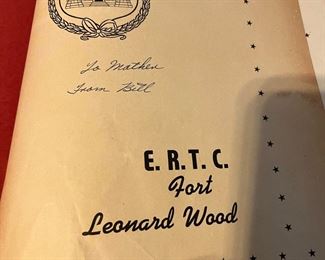 To Mother
From Bill
E. R. T. C.
Fort
Leonard Wood